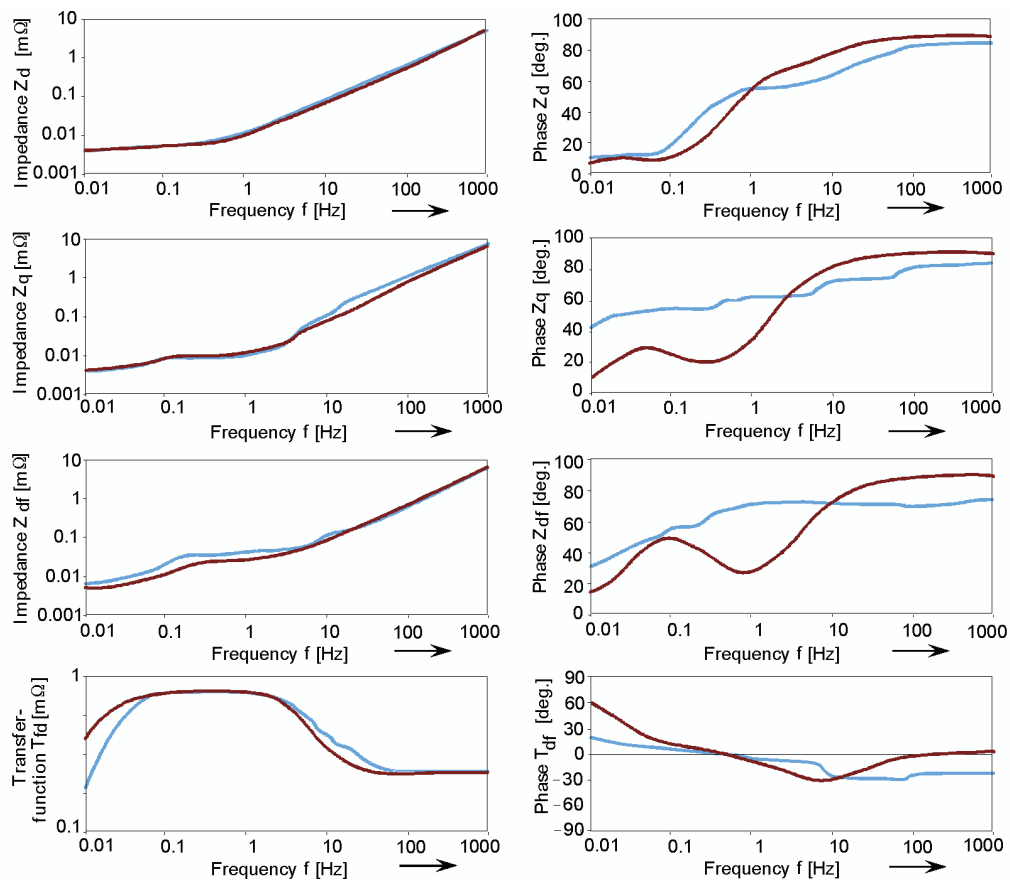 Impedance Z d [mΩ]
10
1
0.1
0.01
0.001
0.01 0.1 1 10 100 1000
Frequency f [Hz]
Phase Z d [deg.]
100
80
60
40
20
0
0.01 0.1 1 10 100 1000
Frequency f [Hz]
Impedance Z q [mΩ]
10
1
0.1
0.01
0.001
0.01 0.1 1 10 100 1000
Frequency f [Hz]
Phase Zq [deg.]
100
80
60
40
20
0
0.01 0.1 1 10 100 1000
Frequency f [Hz]
Impedance Z df [mΩ]
10
1
0.1
0.01
0.001
0.01 0.1 1 10 100 1000
Frequency f [Hz]
Phase Zdf [deg.]
100
80
60
40
20
0
0.01 0.1 1 10 100 1000
Frequency f [Hz]
Transfer-
function Tfd [mΩ]
1
0.1
0.01 0.1 1 10 100 1000
Frequency f [Hz]
Phase T df [deg.]
90
60
30
0
−30
−60
−90
0.01 0.1 1 10 100 1000
Frequency f [Hz]